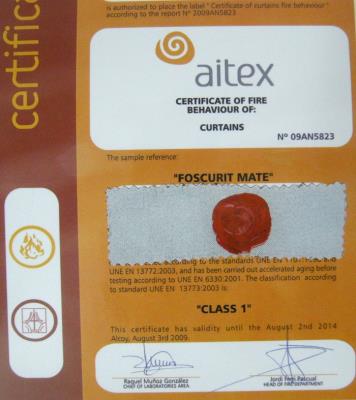 is authorized to place the label " Certificate of curtains fire behaviour "
according to the report Nº 2009AN5823
certifica
aitex
CERTIFICATE OF FIRE
BEHAVIOUR OF:
CURTAINS
Nº 09AN5823
The sample reference:
"FOSCURIT MATE"
according to the standards UNE EN and
UNE EN 13772:2003, and has been carried out accelerated aging before
testing according to UNE EN 6330:2001. The classification according
to standard UNE EN 13773:2003 is:
"CLASS 1"
This certificate has validity until the August 2nd 2014
Alcoy, August 3rd 2009.
Raquel Muñoz González
CHIEF OF LABORATORIES AREA
Jordi Ferri Pascual
HEAD OF FIRE DEPARTMENT